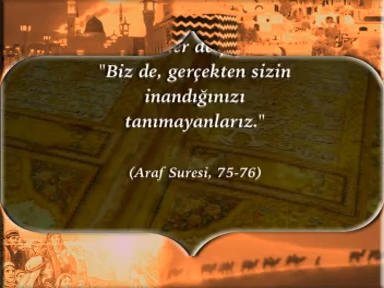 "Biz de, gerçekten sizin
inandığınızı
tanımayanlarız."
(Araf Suresi, 75-76)